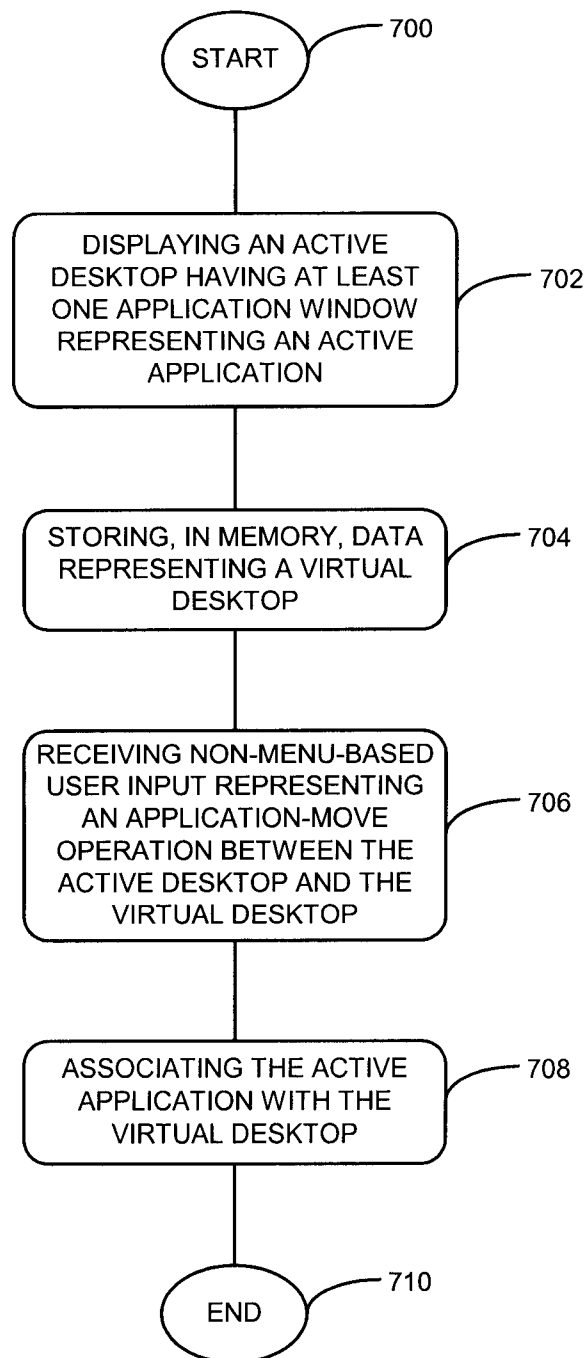 START
700
DISPLAYING AN ACTIVE
DESKTOP HAVING AT LEAST
ONE APPLICATION WINDOW
REPRESENTING AN ACTIVE
APPLICATION
702
STORING, IN MEMORY, DATA
REPRESENTING A VIRTUAL
DESKTOP
704
RECEIVING NON-MENU-BASED
USER INPUT REPRESENTING
AN APPLICATION-MOVE
OPERATION BETWEEN THE
ACTIVE DESKTOP AND THE
VIRTUAL DESKTOP
706
ASSOCIATING THE ACTIVE
APPLICATION WITH THE
VIRTUAL DESKTOP
708
END
710